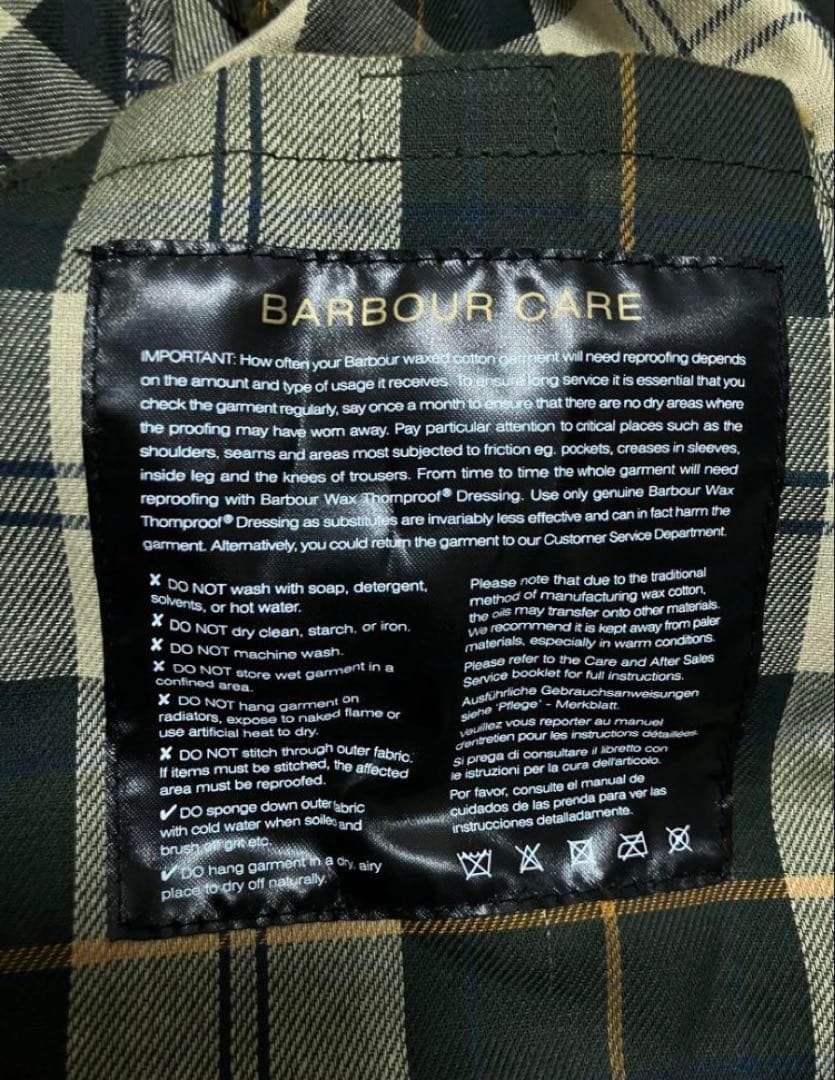 BARBOUR CARE
IMPORTANT: How often your Barbour waxed cotton garment will need reproofing depends
on the amount and type of usage it receives. To ensure long service it is essential that you
check the garment regularly, say once a month to ensure that there are no dry areas where
the proofing may have worn away. Pay particular attention to critical places such as the
shoulders, seams and areas most subjected to friction eg. pockets, creases in sleeves,
inside leg and the knees of trousers. From time to time the whole garment will need
reproofing with Barbour Wax Thornproof® Dressing. Use only genuine Barbour Wax
Thornproof® Dressing as substitutes are invariably less effective and can in fact harm the
garment. Alternatively, you could return the garment to our Customer Service Department.
✘ DO NOT wash with soap, detergent,
solvents, or hot water.
✘ DO NOT dry clean, starch, or iron.
✘ DO NOT machine wash.
✘ DO NOT store wet garment in a
confined area.
✘ DO NOT hang garment on
radiators, expose to naked flame or
use artificial heat to dry.
✘ DO NOT stitch through outer fabric.
If items must be stitched, the affected
area must be reproofed.
✔ DO sponge down outer fabric
with cold water when soiled and
brush off grit etc.
✔ DO hang garment in a dry, airy
place to dry off naturally.
Please note that due to the traditional
method of manufacturing wax cotton,
the oils may transfer onto other materials.
We recommend it is kept away from paler
materials, especially in warm conditions.
Please refer to the Care and After Sales
Service booklet for full instructions.
Ausführliche Gebrauchsanweisungen
siehe 'Pflege' - Merkblatt.
Veuillez vous reporter au manuel
d'entretien pour les instructions détaillées.
Si prega di consultare il libretto con
le istruzioni per la cura dell'articolo.
Por favor, consulte el manual de
cuidados de las prenda para ver las
instrucciones detalladamente.